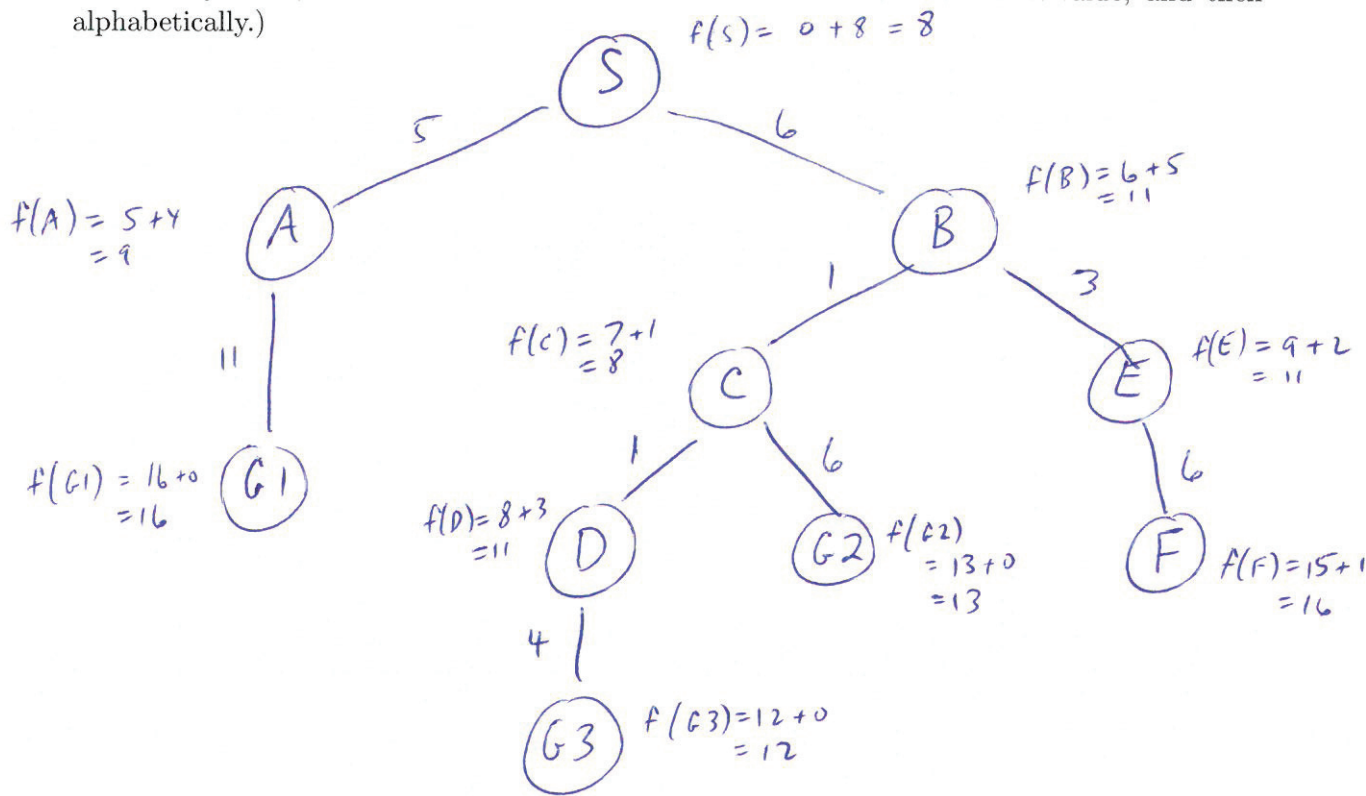 alphabetically.)
f(S) = 0 + 8 = 8
S
5
6
f(A) = 5+4
= 9
A
f(B) = 6+5
= 11
B
11
1
3
f(C) = 7+1
= 8
C
f(E) = 9+2
= 11
E
f(G1) = 16+0
=16
G1
1
6
6
f(D) = 8+3
=11
D
G2
f(G2)
= 13+0
=13
F
f(F) = 15+1
= 16
4
G3
f(G3) = 12+0
= 12